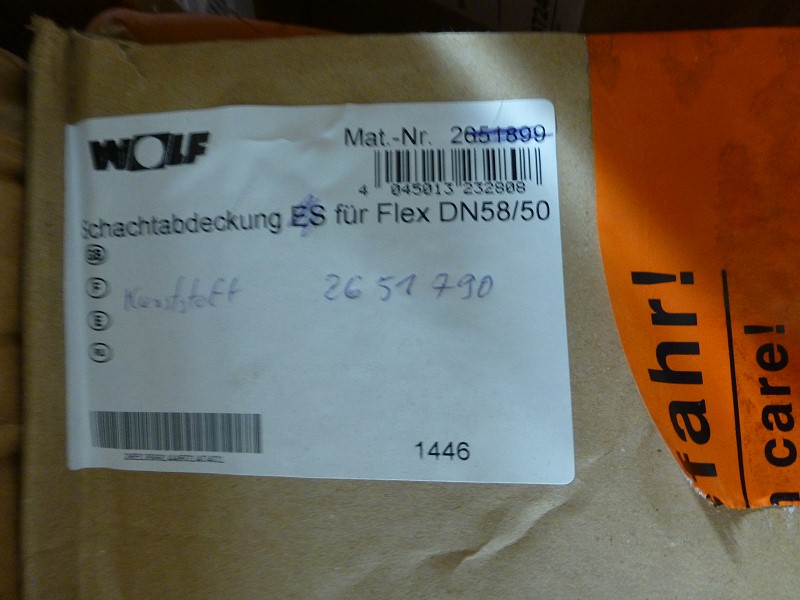 WOLF
Mat.-Nr. 2651899
4 045013 232808
Schachtabdeckung ES für Flex DN58/50
GB
F
E
RU
Kunststoff 2651790
1446
fahr!
care!